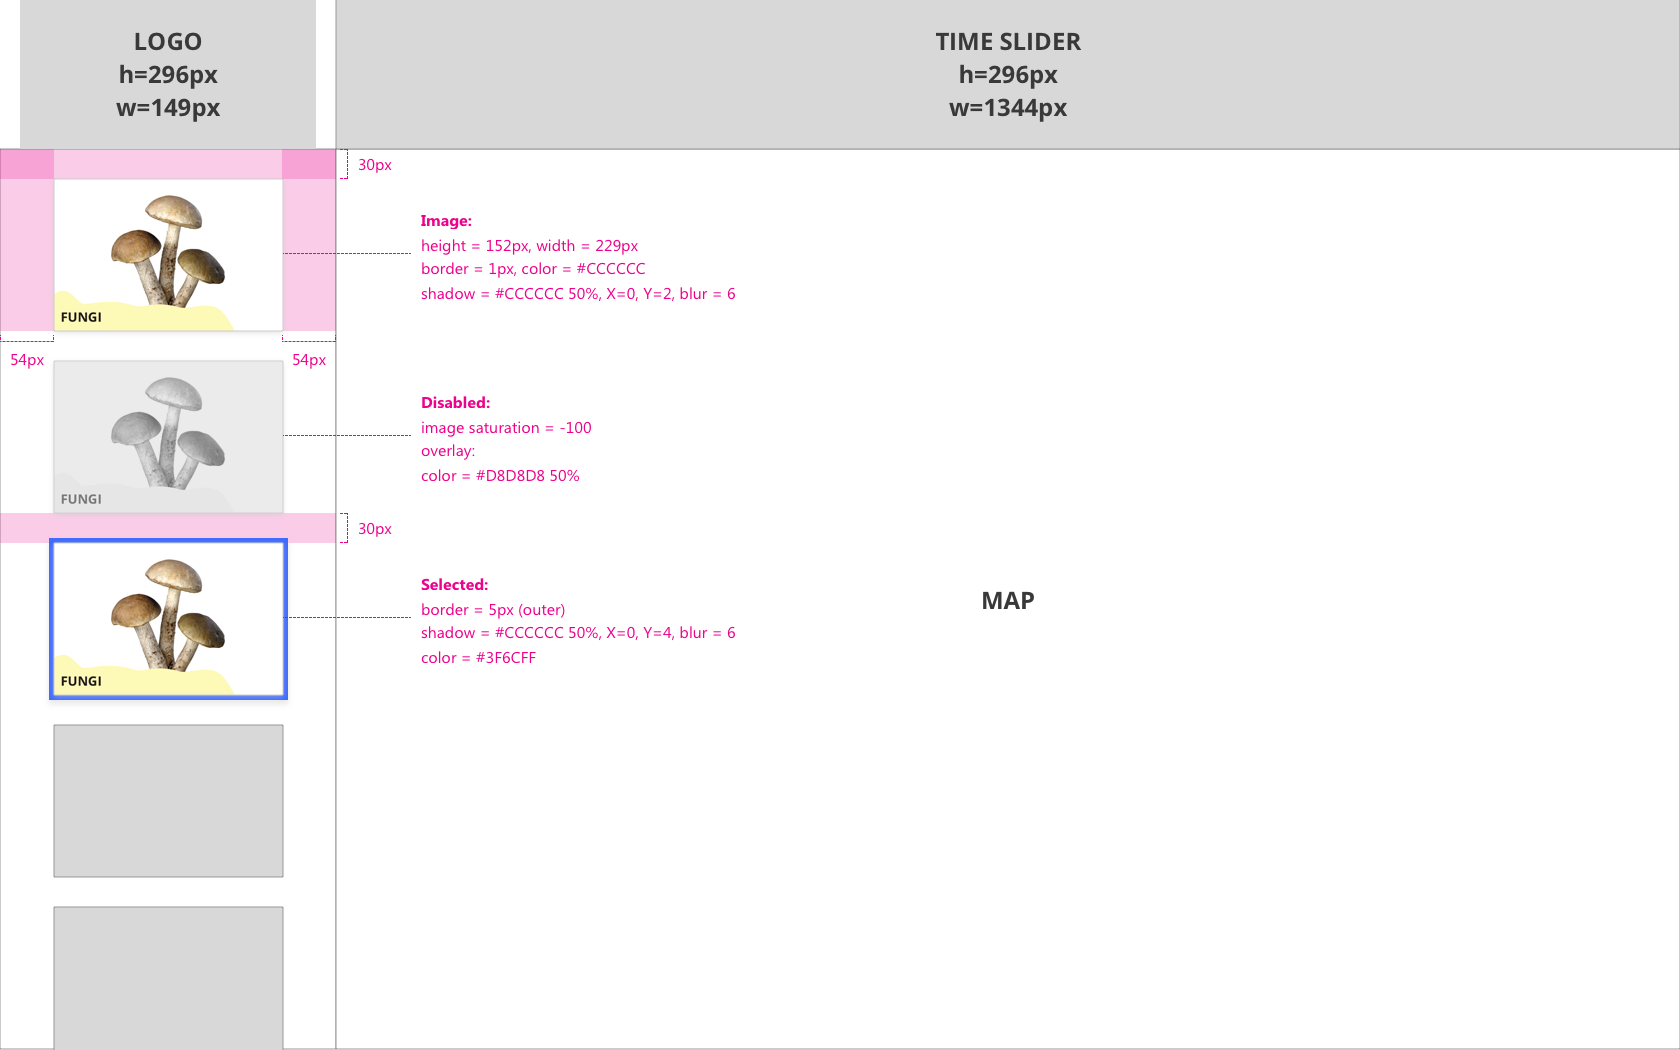 LOGO
h=296px
w=149px
TIME SLIDER
h=296px
w=1344px
30px
Image:
height = 152px, width = 229px
border = 1px, color = #CCCCCC
shadow = #CCCCCC 50%, X=0, Y=2, blur = 6
FUNGI
54px
54px
Disabled:
image saturation = -100
overlay:
color = #D8D8D8 50%
FUNGI
30px
Selected:
border = 5px (outer)
shadow = #CCCCCC 50%, X=0, Y=4, blur = 6
color = #3F6CFF
FUNGI
MAP